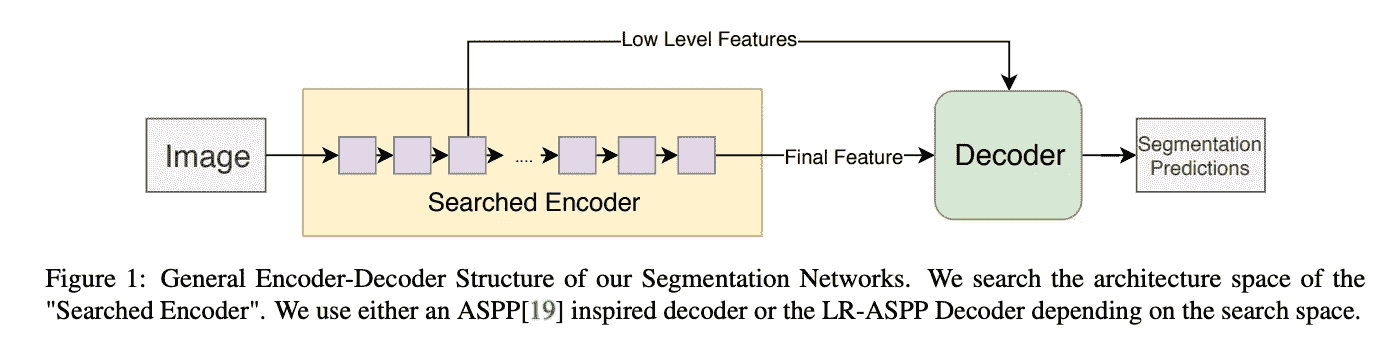 Low Level Features
Image
....
Searched Encoder
Final Feature
Decoder
Segmentation
Predictions
Figure 1: General Encoder-Decoder Structure of our Segmentation Networks. We search the architecture space of the
"Searched Encoder". We use either an ASPP[19] inspired decoder or the LR-ASPP Decoder depending on the search space.